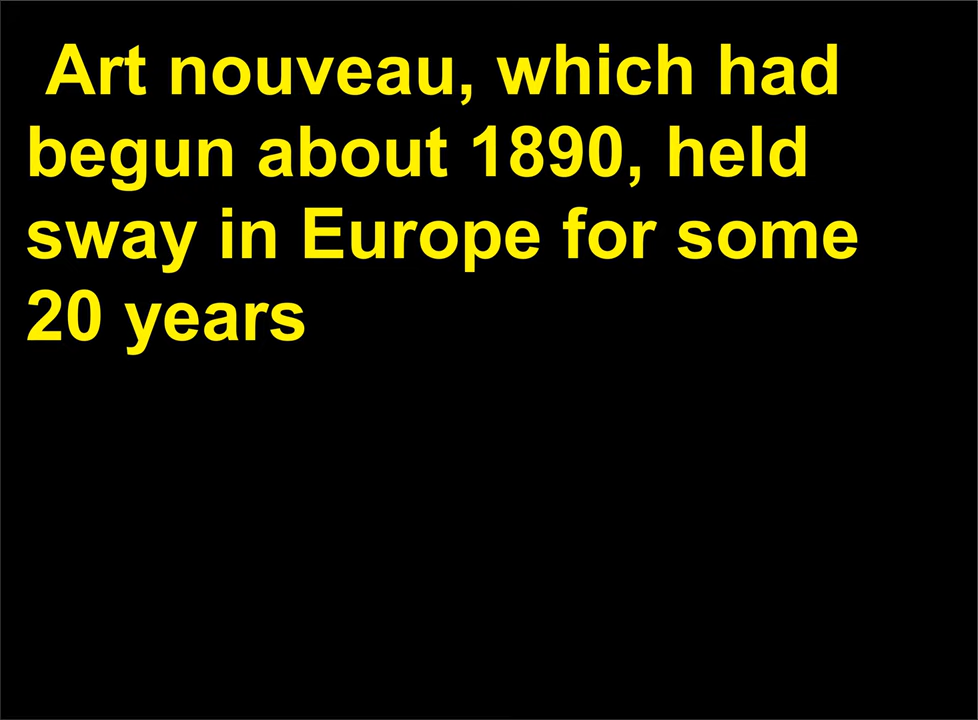 Art nouveau, which had
begun about 1890, held
sway in Europe for some
20 years